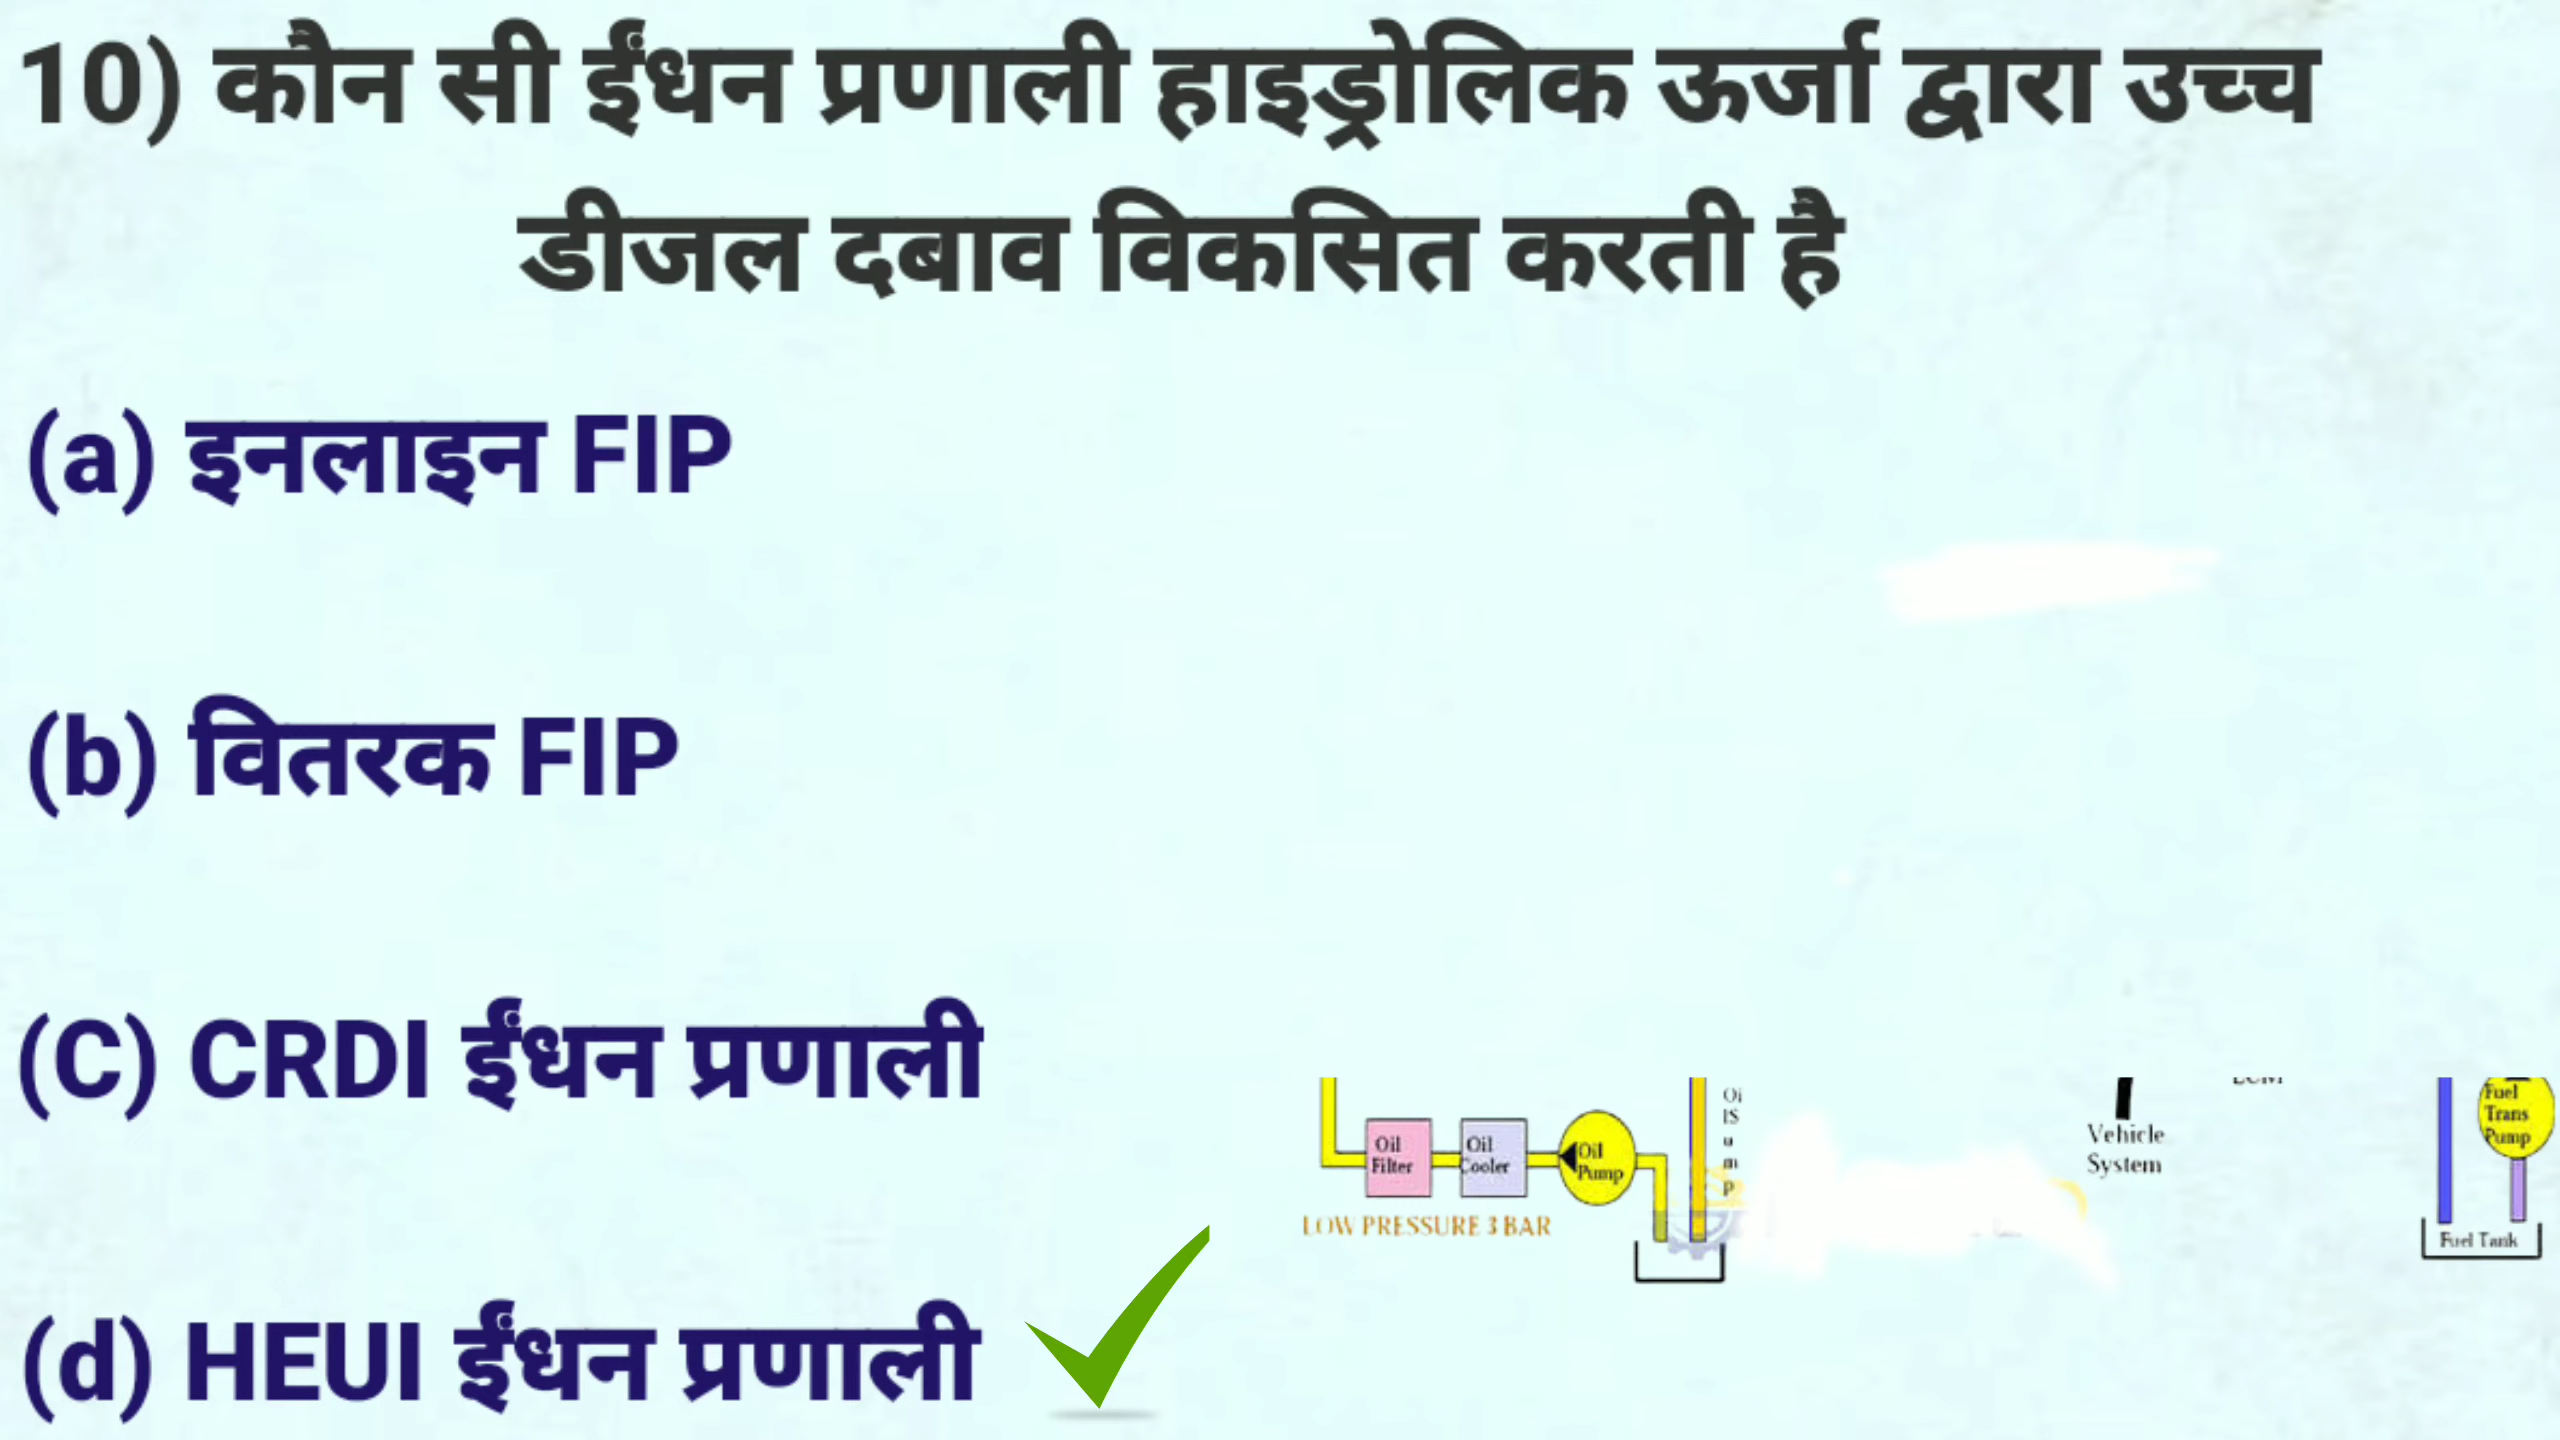 10) कौन सी ईंधन प्रणाली हाइड्रोलिक ऊर्जा द्वारा उच्च
डीजल दबाव विकसित करती है
(a) इनलाइन FIP
(b) वितरक FIP
(C) CRDI ईंधन प्रणाली
(d) HEUI ईंधन प्रणाली
Oil
Filter
Oil
Cooler
Oil
Pump
Oi
lS
u
m
p
LOW PRESSURE 3 BAR
Vehicle
System
Fuel
Trans
Pump
Fuel Tank